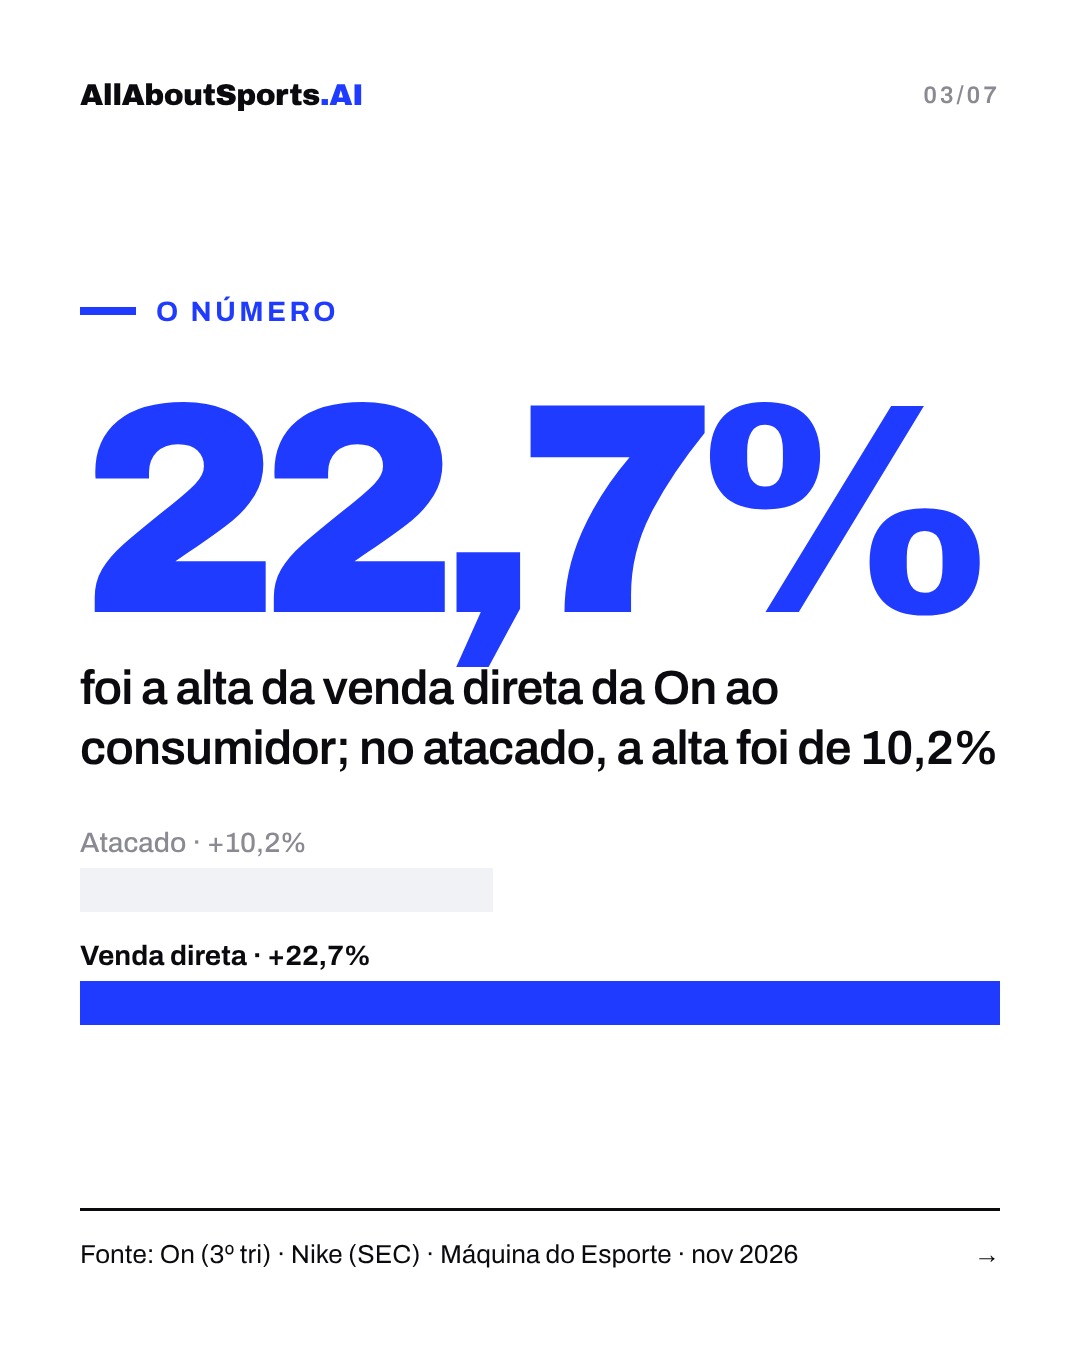 AllAboutSports.AI
03/07
O NÚMERO
22,7%
foi a alta da venda direta da On ao
consumidor; no atacado, a alta foi de 10,2%
Atacado · +10,2%
Venda direta · +22,7%
Fonte: On (3º tri) · Nike (SEC) · Máquina do Esporte · nov 2026 →